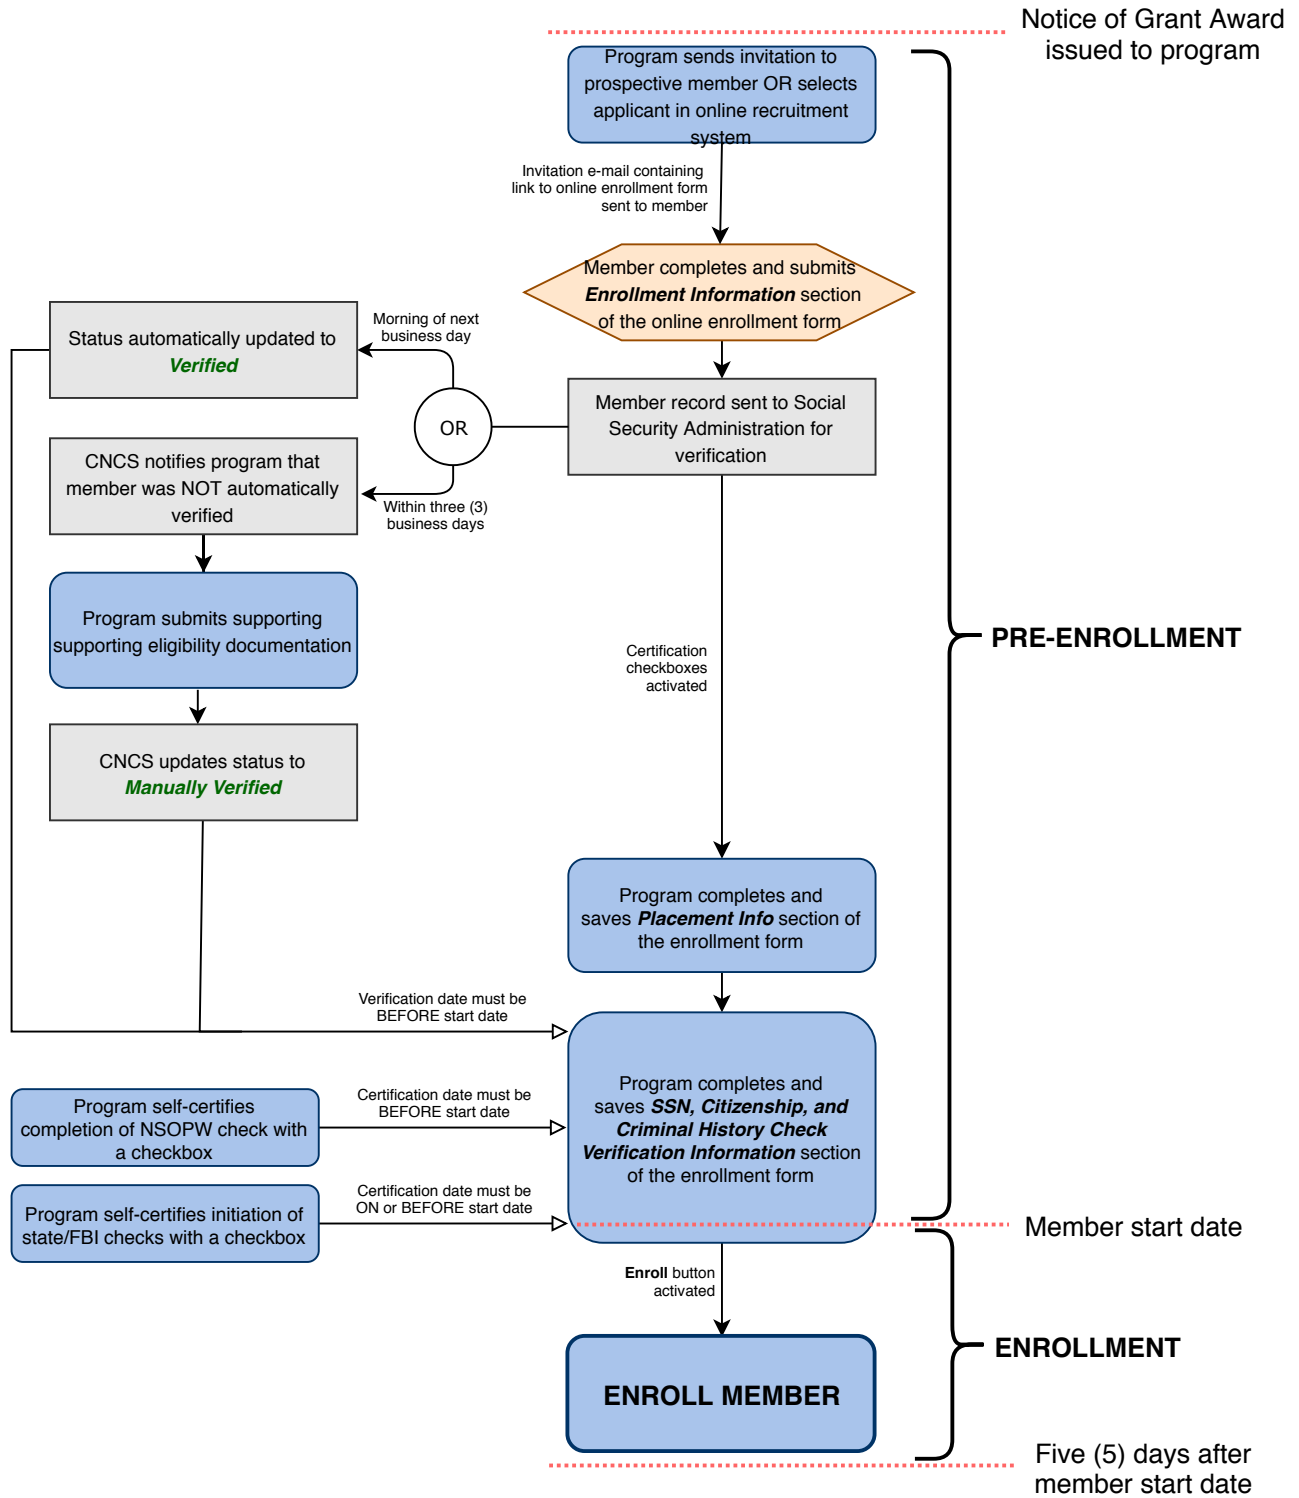 Notice of Grant Award
issued to program
Program sends invitation to
prospective member OR selects
applicant in online recruitment
system
Invitation e-mail containing
link to online enrollment form
sent to member
Member completes and submits
Enrollment Information section
of the online enrollment form
Morning of next
business day
Status automatically updated to
Verified
OR
Member record sent to Social
Security Administration for
verification
CNCS notifies program that
member was NOT automatically
verified
Within three (3)
business days
Program submits supporting
supporting eligibility documentation
Certification
checkboxes
activated
PRE-ENROLLMENT
CNCS updates status to
Manually Verified
Program completes and
saves Placement Info section of
the enrollment form
Verification date must be
BEFORE start date
Program self-certifies
completion of NSOPW check with
a checkbox
Certification date must be
BEFORE start date
Program completes and
saves SSN, Citizenship, and
Criminal History Check
Verification Information section
of the enrollment form
Program self-certifies initiation of
state/FBI checks with a checkbox
Certification date must be
ON or BEFORE start date
Member start date
Enroll button
activated
ENROLLMENT
ENROLL MEMBER
Five (5) days after
member start date